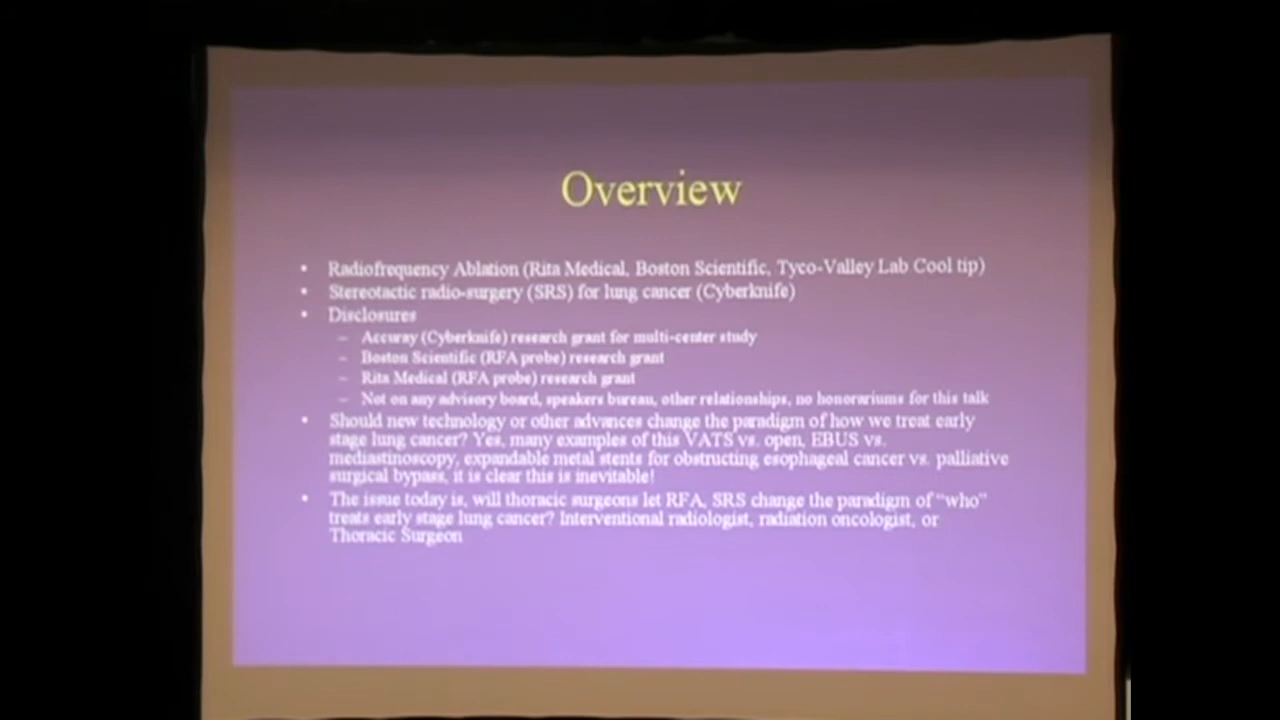 Overview
• Radiofrequency Ablation (Rita Medical, Boston Scientific, Tyco-Valley Lab Cool tip)
• Stereotactic radio-surgery (SRS) for lung cancer (Cyberknife)
• Disclosures
– Accuray (Cyberknife) research grant for multi-center study
– Boston Scientific (RFA probe) research grant
– Rita Medical (RFA probe) research grant
– Not on any advisory board, speakers bureau, other relationships, no honorariums for this talk
• Should new technology or other advances change the paradigm of how we treat early
stage lung cancer? Yes, many examples of this VATS vs. open, EBUS vs.
mediastinoscopy, expandable metal stents for obstructing esophageal cancer vs. palliative
surgical bypass, it is clear this is inevitable!
• The issue today is, will thoracic surgeons let RFA, SRS change the paradigm of "who"
treats early stage lung cancer? Interventional radiologist, radiation oncologist, or
Thoracic Surgeon